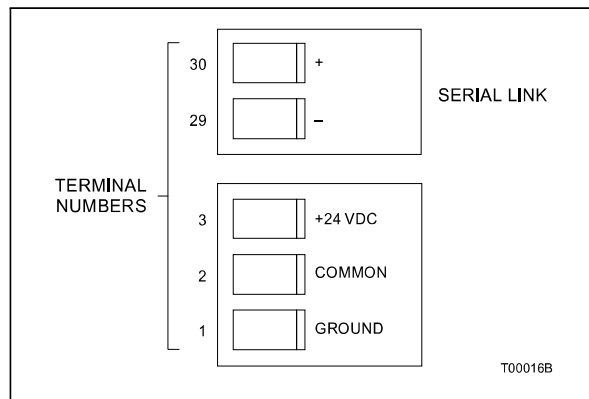 30 +
SERIAL LINK
29 –
TERMINAL
NUMBERS
3 +24 VDC
2 COMMON
1 GROUND
T00016B